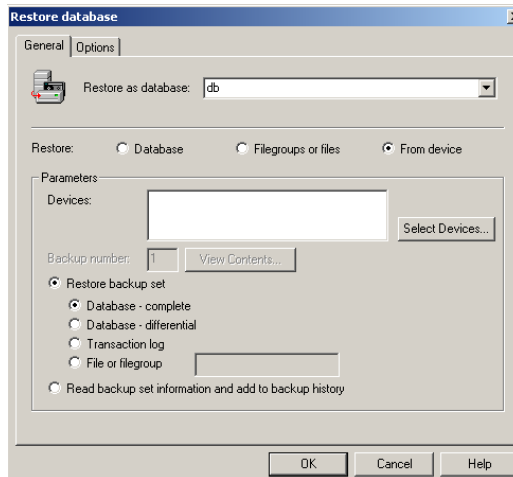 Restore database
General Options
Restore as database: db
Restore: Database Filegroups or files From device
Parameters
Devices:
Select Devices...
Backup number: 1 View Contents...
Restore backup set
Database - complete
Database - differential
Transaction log
File or filegroup
Read backup set information and add to backup history
OK Cancel Help